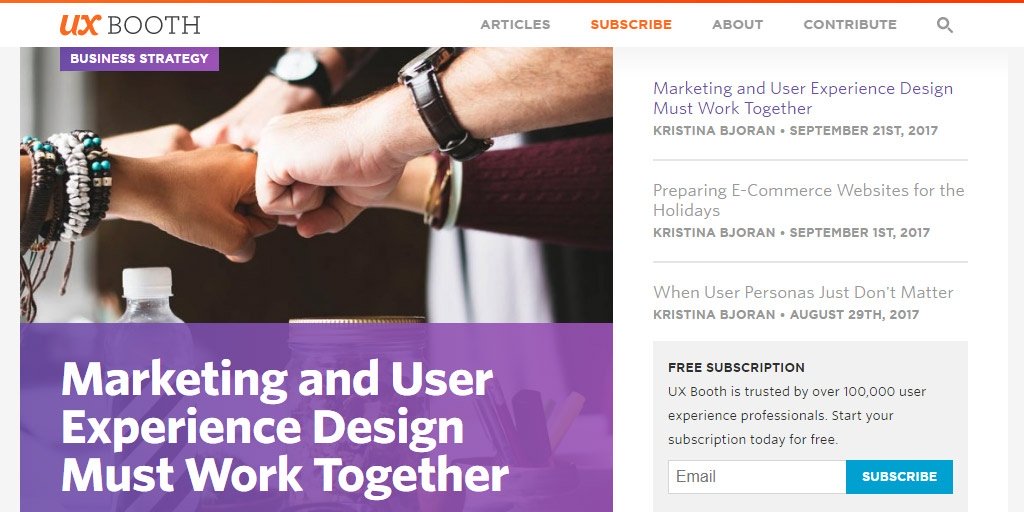 UX BOOTH
ARTICLES SUBSCRIBE ABOUT CONTRIBUTE
BUSINESS STRATEGY
Marketing and User
Experience Design
Must Work Together
Marketing and User Experience Design
Must Work Together
KRISTINA BJORAN • SEPTEMBER 21ST, 2017
Preparing E-Commerce Websites for the
Holidays
KRISTINA BJORAN • SEPTEMBER 1ST, 2017
When User Personas Just Don't Matter
KRISTINA BJORAN • AUGUST 29TH, 2017
FREE SUBSCRIPTION
UX Booth is trusted by over 100,000 user
experience professionals. Start your
subscription today for free.
Email SUBSCRIBE